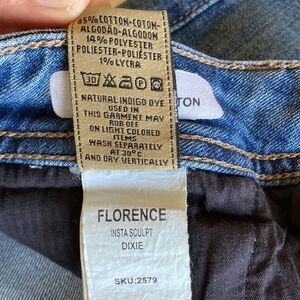 85% COTTON-COTON-
ALGODÃO-ALGODON
14% POLYESTER
POLIESTER-POLIÉSTER
1% LYCRA
30
NATURAL INDIGO DYE
USED IN
THIS GARMENT MAY
RUB OFF
ON LIGHT COLORED
ITEMS
WASH SEPARATELY
AT 30°C
AND DRY VERTICALLY
TON
FLORENCE
INSTA SCULPT
DIXIE
SKU:2579